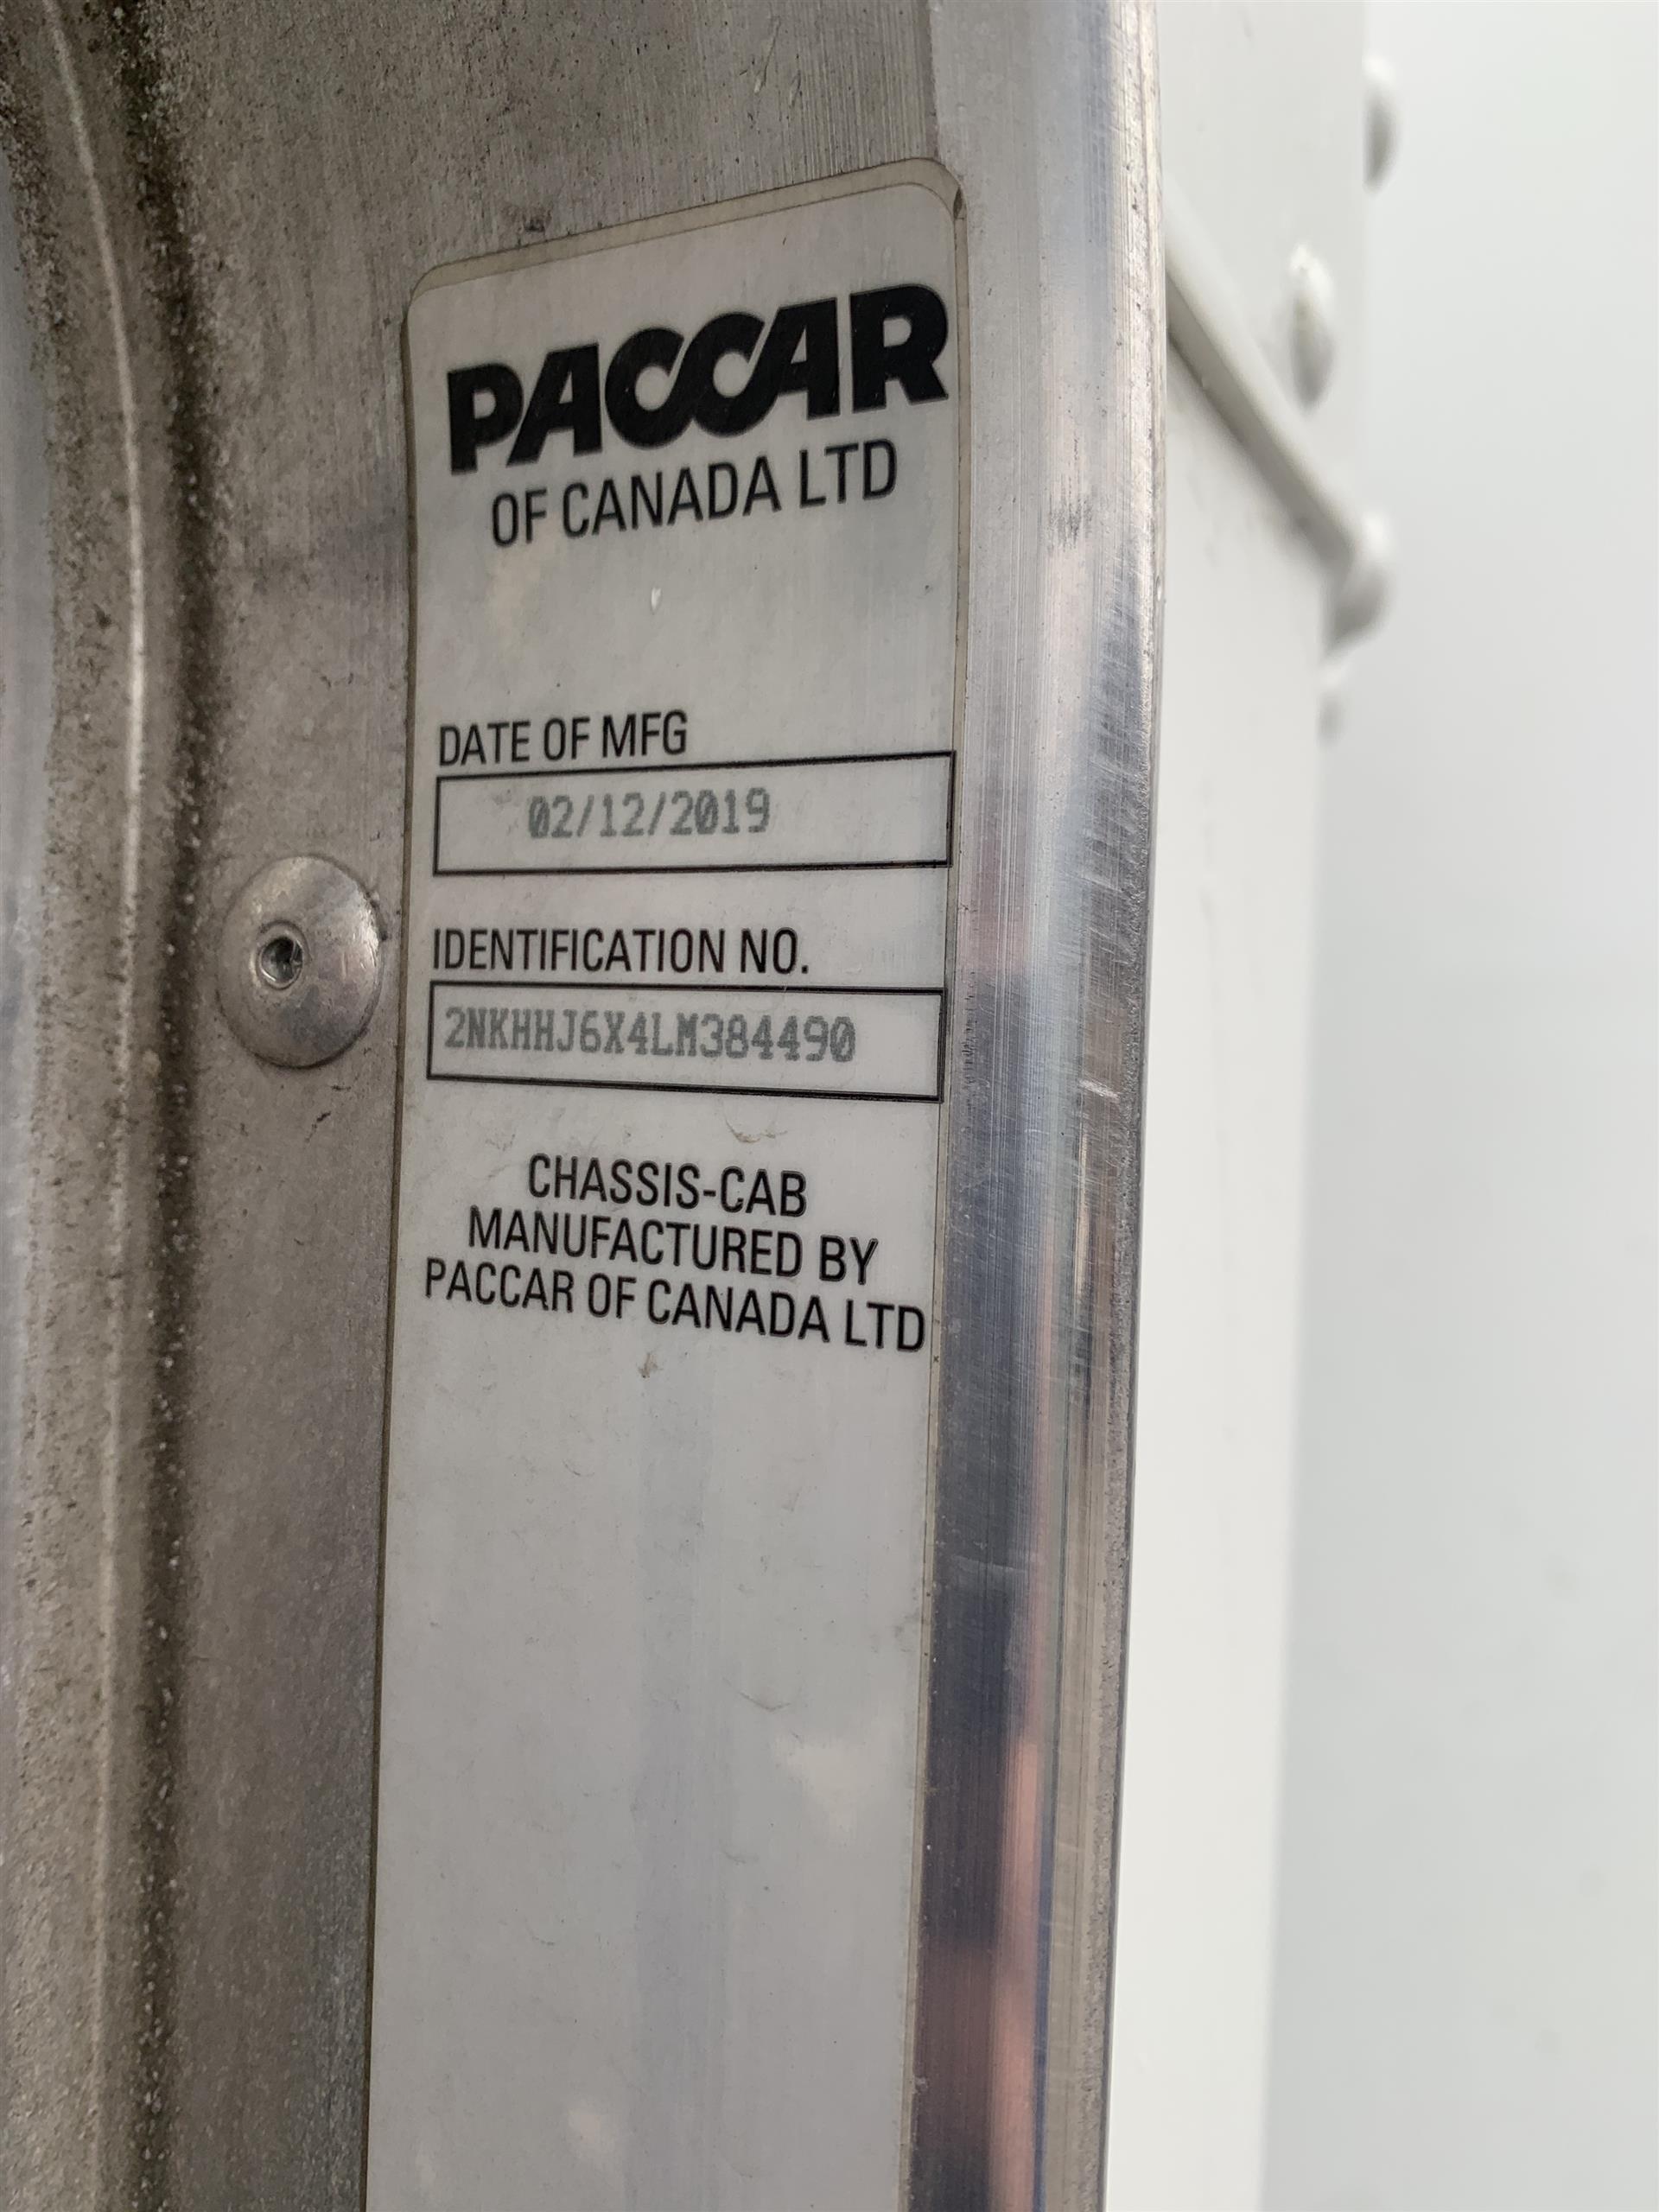 PACCAR
OF CANADA LTD
DATE OF MFG
02/12/2019
IDENTIFICATION NO.
2NKHHJ6X4LM384490
CHASSIS-CAB
MANUFACTURED BY
PACCAR OF CANADA LTD